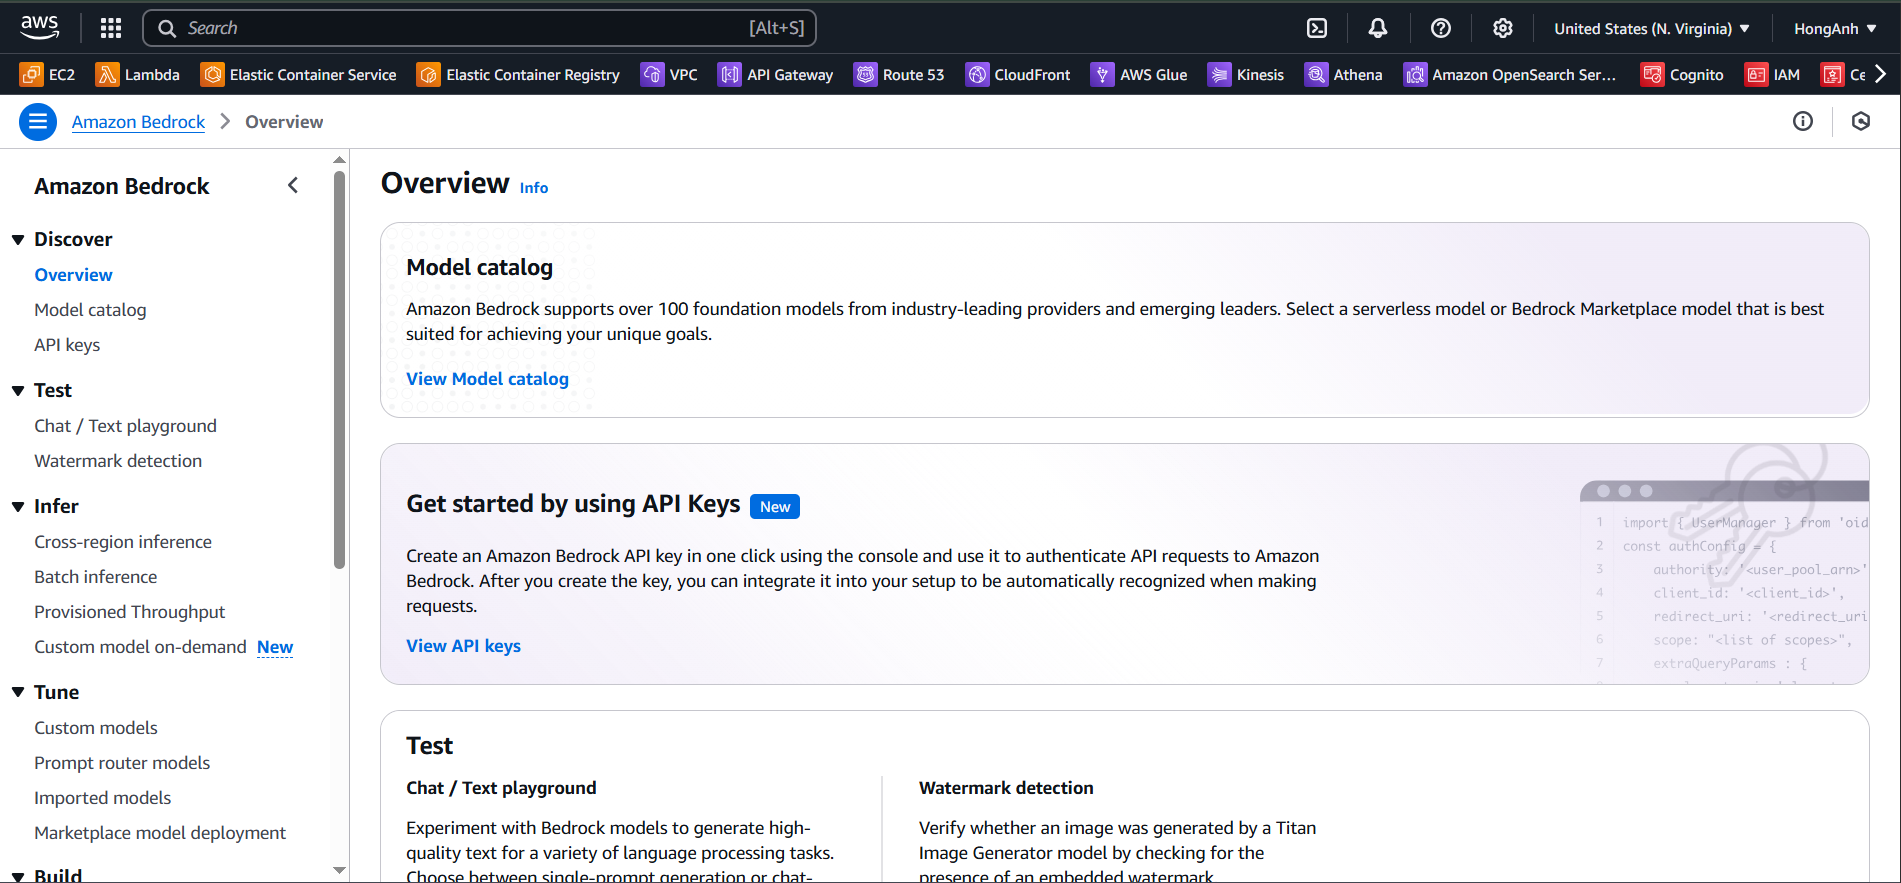 aws
Search [Alt+S]
United States (N. Virginia)
HongAnh
EC2
Lambda
Elastic Container Service
Elastic Container Registry
VPC
API Gateway
Route 53
CloudFront
AWS Glue
Kinesis
Athena
Amazon OpenSearch Ser...
Cognito
IAM
Ce
Amazon Bedrock > Overview
Amazon Bedrock
Discover
Overview
Model catalog
API keys
Test
Chat / Text playground
Watermark detection
Infer
Cross-region inference
Batch inference
Provisioned Throughput
Custom model on-demand New
Tune
Custom models
Prompt router models
Imported models
Marketplace model deployment
Build
Overview Info
Model catalog
Amazon Bedrock supports over 100 foundation models from industry-leading providers and emerging leaders. Select a serverless model or Bedrock Marketplace model that is best
suited for achieving your unique goals.
View Model catalog
Get started by using API Keys New
Create an Amazon Bedrock API key in one click using the console and use it to authenticate API requests to Amazon
Bedrock. After you create the key, you can integrate it into your setup to be automatically recognized when making
requests.
View API keys
1 import { UserManager } from 'oid
2 const authConfig = {
3 authority: '<user_pool_arn>'
4 client_id: '<client_id>',
5 redirect_uri: '<redirect_uri
6 scope: "<list of scopes>",
7 extraQueryParams : {
Test
Chat / Text playground
Experiment with Bedrock models to generate high-
quality text for a variety of language processing tasks.
Choose between single-prompt generation or chat-
Watermark detection
Verify whether an image was generated by a Titan
Image Generator model by checking for the
presence of an embedded watermark.